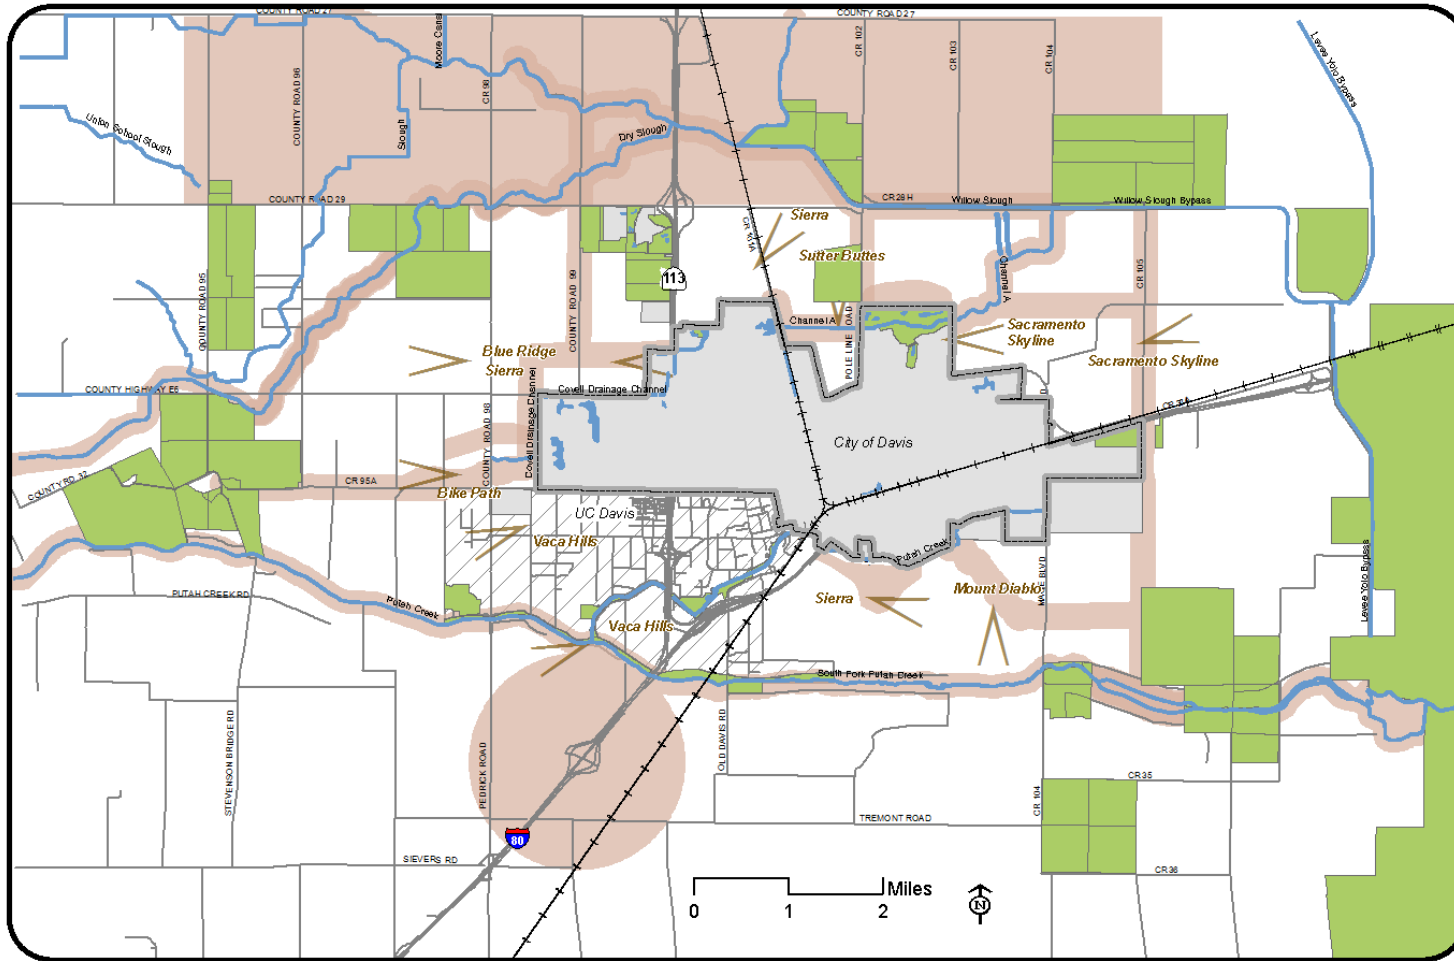 COUNTY ROAD 27
COUNTY ROAD 27
Moore Canal
CR 98
COUNTY ROAD 96
CR 102
CR 103
CR 104
Levee Yolo Bypass
Union School Slough
Slough
Dry Slough
COUNTY ROAD 29
CR 28H
Willow Slough
Willow Slough Bypass
CR 101A
Sierra
Sutter Buttes
113
COUNTY ROAD 95
COUNTY ROAD 99
Channel A
CR 105
Channel A
POLE LINE ROAD
Sacramento
Skyline
Sacramento Skyline
Blue Ridge
Sierra
COUNTY HIGHWAY E6
Covell Drainage Channel
Covell Drainage Channel
COUNTY ROAD 98
City of Davis
COUNTY RD 32
CR 95A
Bike Path
UC Davis
Vaca Hills
Putah Creek
Mount Diablo
Sierra
Levee Yolo Bypass
PUTAH CREEK RD
Putah Creek
Vaca Hills
South Fork Putah Creek
STEVENSON BRIDGE RD
PEDRICK ROAD
OLD DAVIS RD
CR 104
CR 35
TREMONT ROAD
80
SIEVERS RD
CR 36
Miles
0 1 2
N